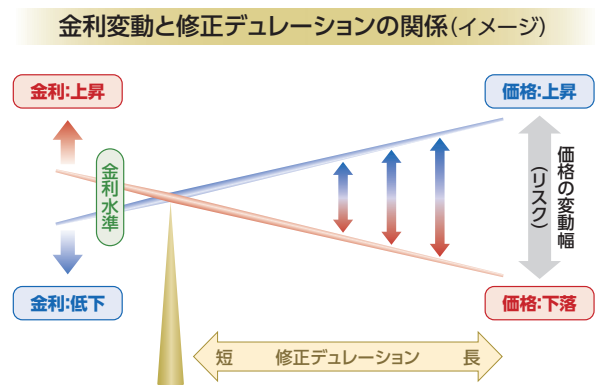 金利変動と修正デュレーションの関係(イメージ)
金利:上昇
価格:上昇
金利水準
価格の変動幅
(リスク)
金利:低下
価格:下落
短 修正デュレーション 長